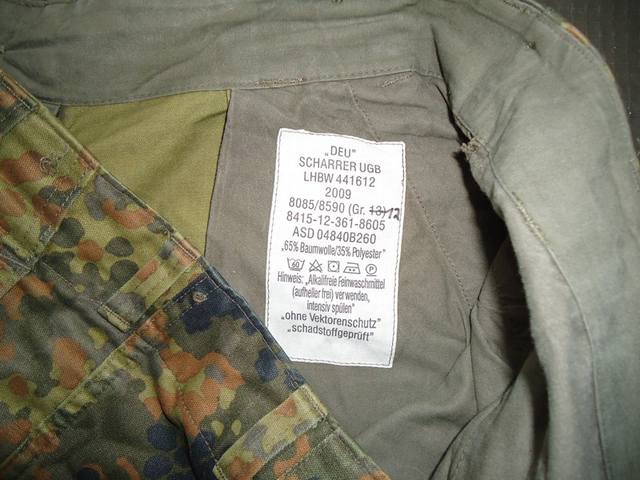 „DEU"
SCHARRER UGB
LHBW 441612
2009
8085/8590 (Gr. 13) 12
8415-12-361-8605
ASD 04840B260
„65% Baumwolle/35% Polyester"
60 P
Hinweis: „Alkalifreie Feinwaschmittel
(aufheller frei) verwenden,
intensiv spülen"
„ohne Vektorenschutz"
"schadstoffgeprüft"